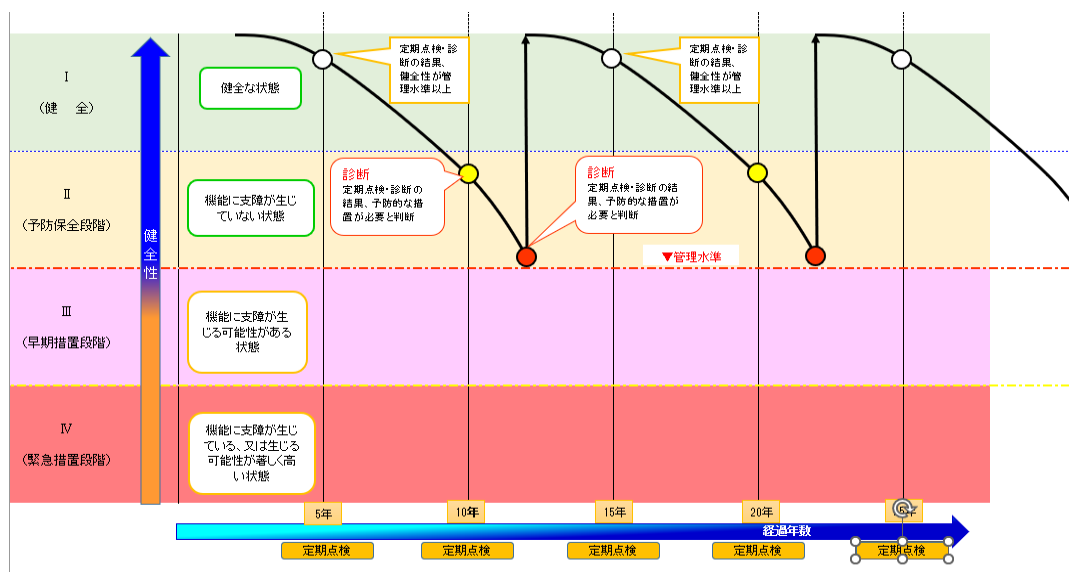 定期点検・診
断の結果、
健全性が管
理水準以上
定期点検・診
断の結果、
健全性が管
理水準以上
Ⅰ
（健　全）
健全な状態
診断
定期点検・診断の
結果、予防的な措
置が必要と判断
診断
定期点検・診断の結
果、予防的な措置が
必要と判断
Ⅱ
（予防保全段階）
機能に支障が生じ
ていない状態
健全性
▼管理水準
Ⅲ
（早期措置段階）
機能に支障が生
じる可能性がある
状態
Ⅳ
（緊急措置段階）
機能に支障が生じ
ている、又は生じる
可能性が著しく高
い状態
5年
10年
15年
20年
年
経過年数
定期点検
定期点検
定期点検
定期点検
定期点検